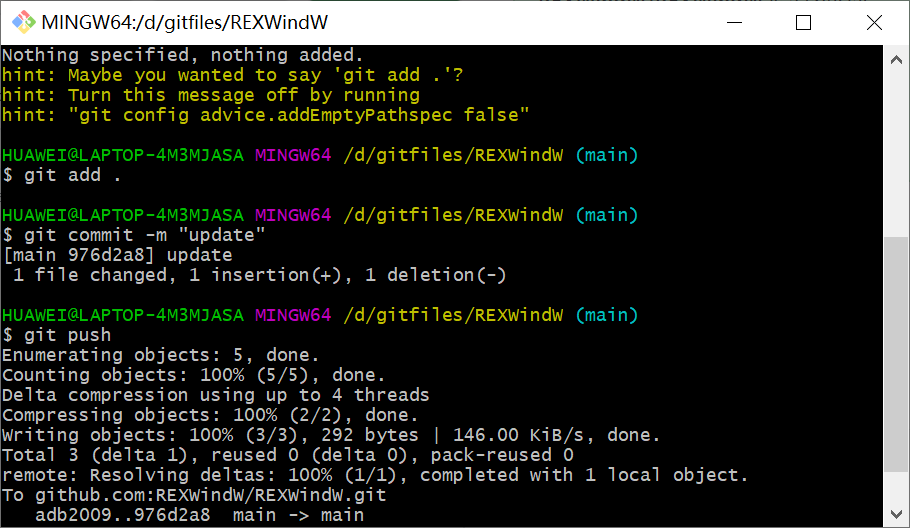 MINGW64:/d/gitfiles/REXWindW
Nothing specified, nothing added.
hint: Maybe you wanted to say 'git add .'?
hint: Turn this message off by running
hint: "git config advice.addEmptyPathspec false"
HUAWEI@LAPTOP-4M3MJASA MINGW64 /d/gitfiles/REXWindW (main)
$ git add .
HUAWEI@LAPTOP-4M3MJASA MINGW64 /d/gitfiles/REXWindW (main)
$ git commit -m "update"
[main 976d2a8] update
 1 file changed, 1 insertion(+), 1 deletion(-)
HUAWEI@LAPTOP-4M3MJASA MINGW64 /d/gitfiles/REXWindW (main)
$ git push
Enumerating objects: 5, done.
Counting objects: 100% (5/5), done.
Delta compression using up to 4 threads
Compressing objects: 100% (2/2), done.
Writing objects: 100% (3/3), 292 bytes | 146.00 KiB/s, done.
Total 3 (delta 1), reused 0 (delta 0), pack-reused 0
remote: Resolving deltas: 100% (1/1), completed with 1 local object.
To github.com:REXWindW/REXWindW.git
   adb2009..976d2a8  main -> main